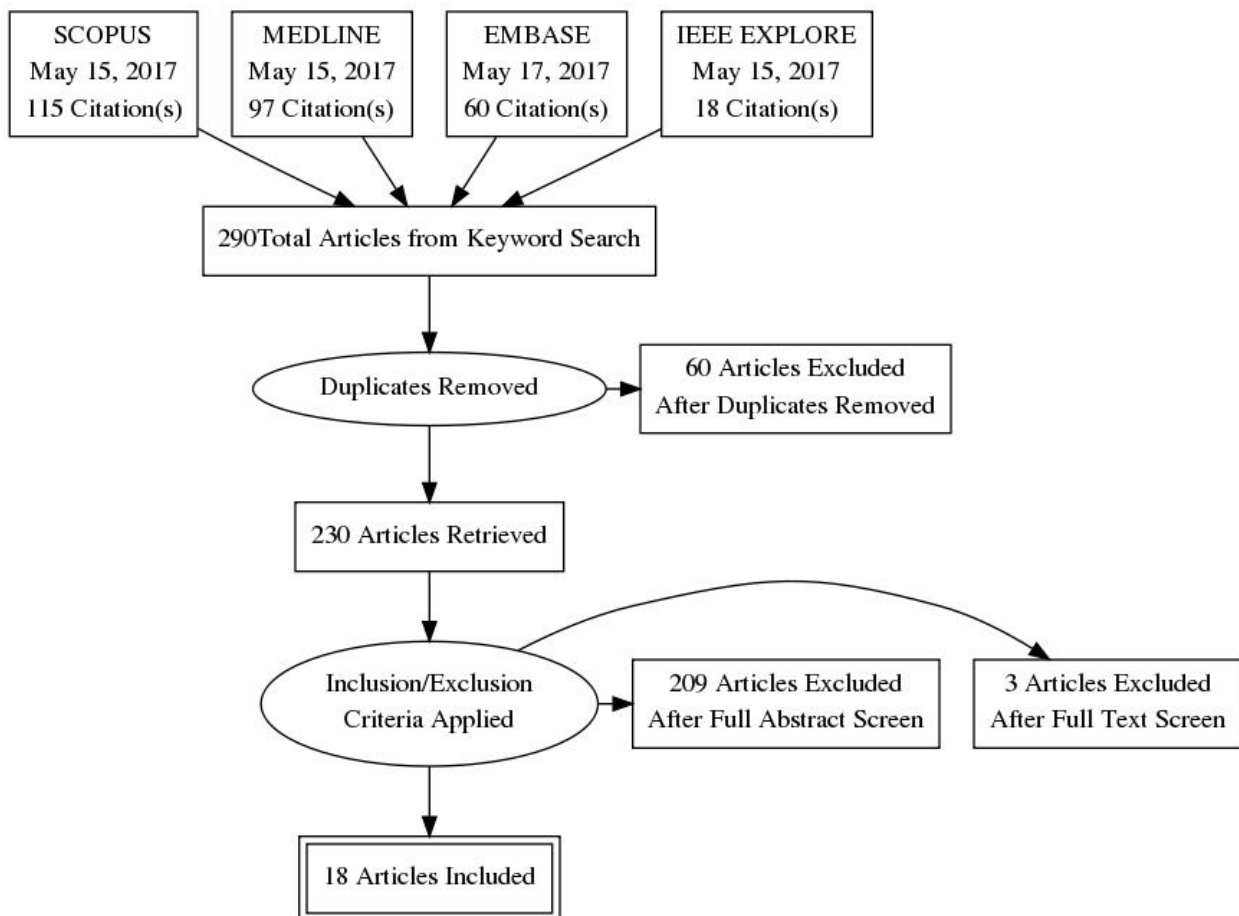 SCOPUS
May 15, 2017
115 Citation(s)
MEDLINE
May 15, 2017
97 Citation(s)
EMBASE
May 17, 2017
60 Citation(s)
IEEE EXPLORE
May 15, 2017
18 Citation(s)
290Total Articles from Keyword Search
Duplicates Removed
60 Articles Excluded
After Duplicates Removed
230 Articles Retrieved
Inclusion/Exclusion
Criteria Applied
209 Articles Excluded
After Full Abstract Screen
3 Articles Excluded
After Full Text Screen
18 Articles Included